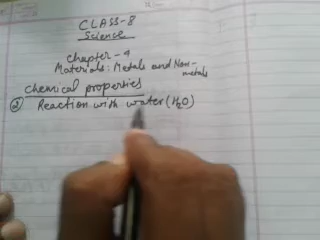 CLASS-8
Science
Chapter-4
Materials: Metals and Non-
metals
Chemical properties
② Reaction with water (H₂O)